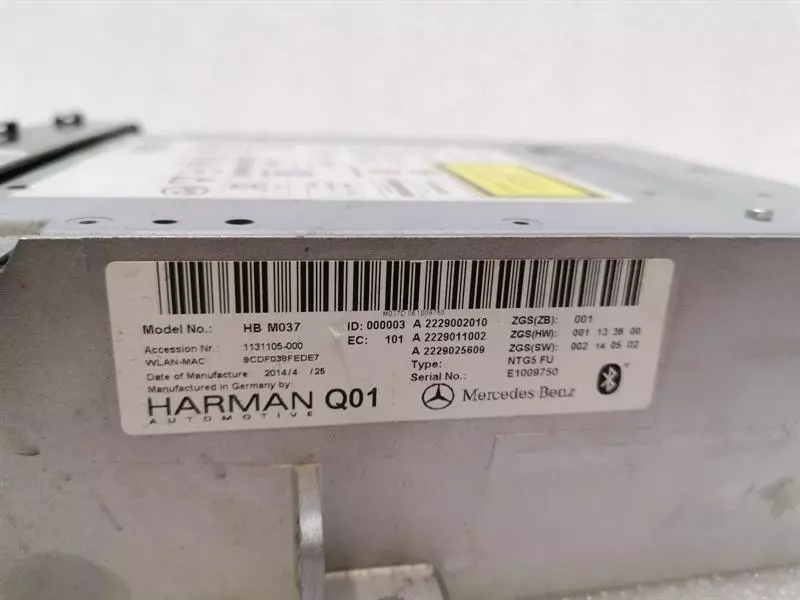 M037D 0E1009750
Model No.: HB M037 ID: 000003 A 2229002010 ZGS(ZB): 001
EC: 101 A 2229011002 ZGS(HW): 001 13 36 00
Accession Nr.: 1131105-000 A 2229025609 ZGS(SW): 002 14 05 02
WLAN-MAC 9CDF03BFEDE7 Type: NTG5 FU
Date of Manufacture: 2014/4 /25 Serial No.: E1009750
Manufactured in Germany by:
HARMAN Q01 Mercedes Benz
AUTOMOTIVE